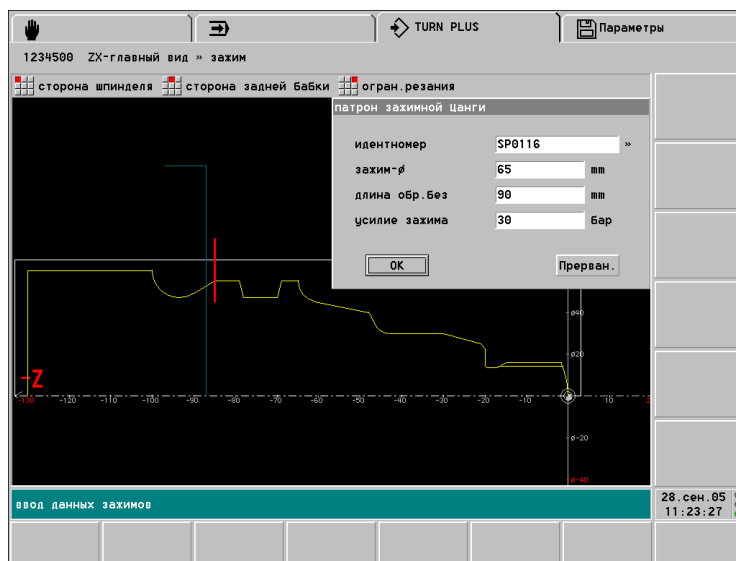 TURN PLUS
Параметры
1234500 ZX-главный вид » зажим
сторона шпинделя сторона задней бабки огран.резания
патрон зажимной Цанги
идентномер SP0116 »
зажим-ø 65 mm
длина обр.без 90 mm
усилие зажима 30 бар
OK Прерван.
ø40
ø20
-Z
-130 -120 -110 -100 -90 -80 -70 -60 -50 -40 -30 -20 -10 10
ø-20
ø-40
ввод данных зажимов
28.сен.05
11:23:27